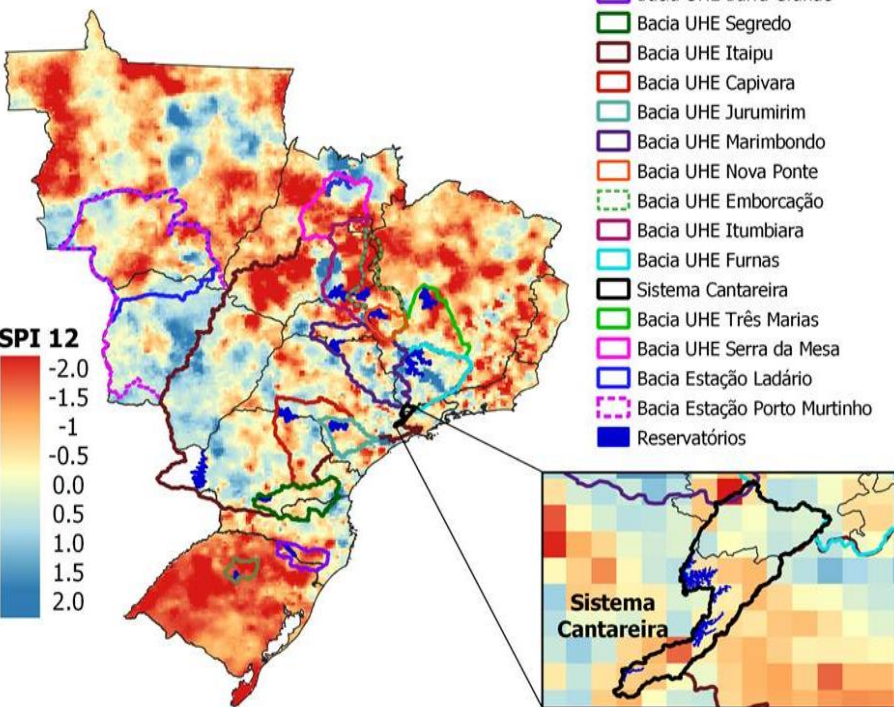 Bacia UHE Segredo
Bacia UHE Itaipu
Bacia UHE Capivara
Bacia UHE Jurumirim
Bacia UHE Marimbondo
Bacia UHE Nova Ponte
Bacia UHE Emborcação
Bacia UHE Itumbiara
Bacia UHE Furnas
Sistema Cantareira
Bacia UHE Três Marias
Bacia UHE Serra da Mesa
Bacia Estação Ladário
Bacia Estação Porto Murtinho
Reservatórios
SPI 12
-2.0
-1.5
-1
-0.5
0.0
0.5
1.0
1.5
2.0
Sistema
Cantareira